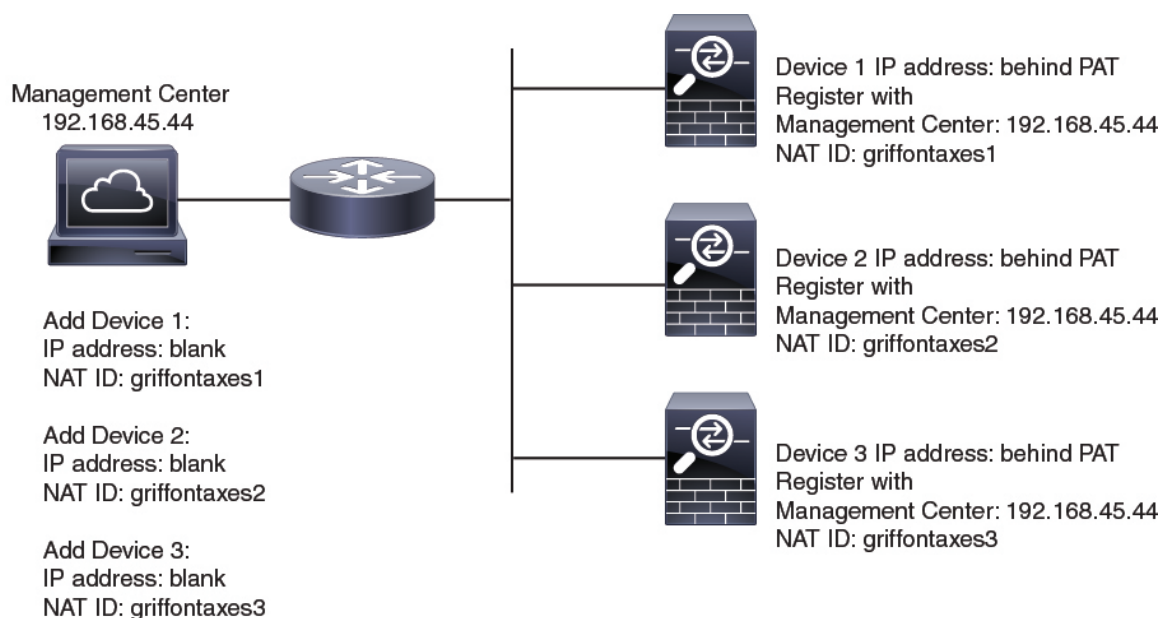 Management Center
192.168.45.44
Add Device 1:
IP address: blank
NAT ID: griffontaxes1
Add Device 2:
IP address: blank
NAT ID: griffontaxes2
Add Device 3:
IP address: blank
NAT ID: griffontaxes3
Device 1 IP address: behind PAT
Register with
Management Center: 192.168.45.44
NAT ID: griffontaxes1
Device 2 IP address: behind PAT
Register with
Management Center: 192.168.45.44
NAT ID: griffontaxes2
Device 3 IP address: behind PAT
Register with
Management Center: 192.168.45.44
NAT ID: griffontaxes3